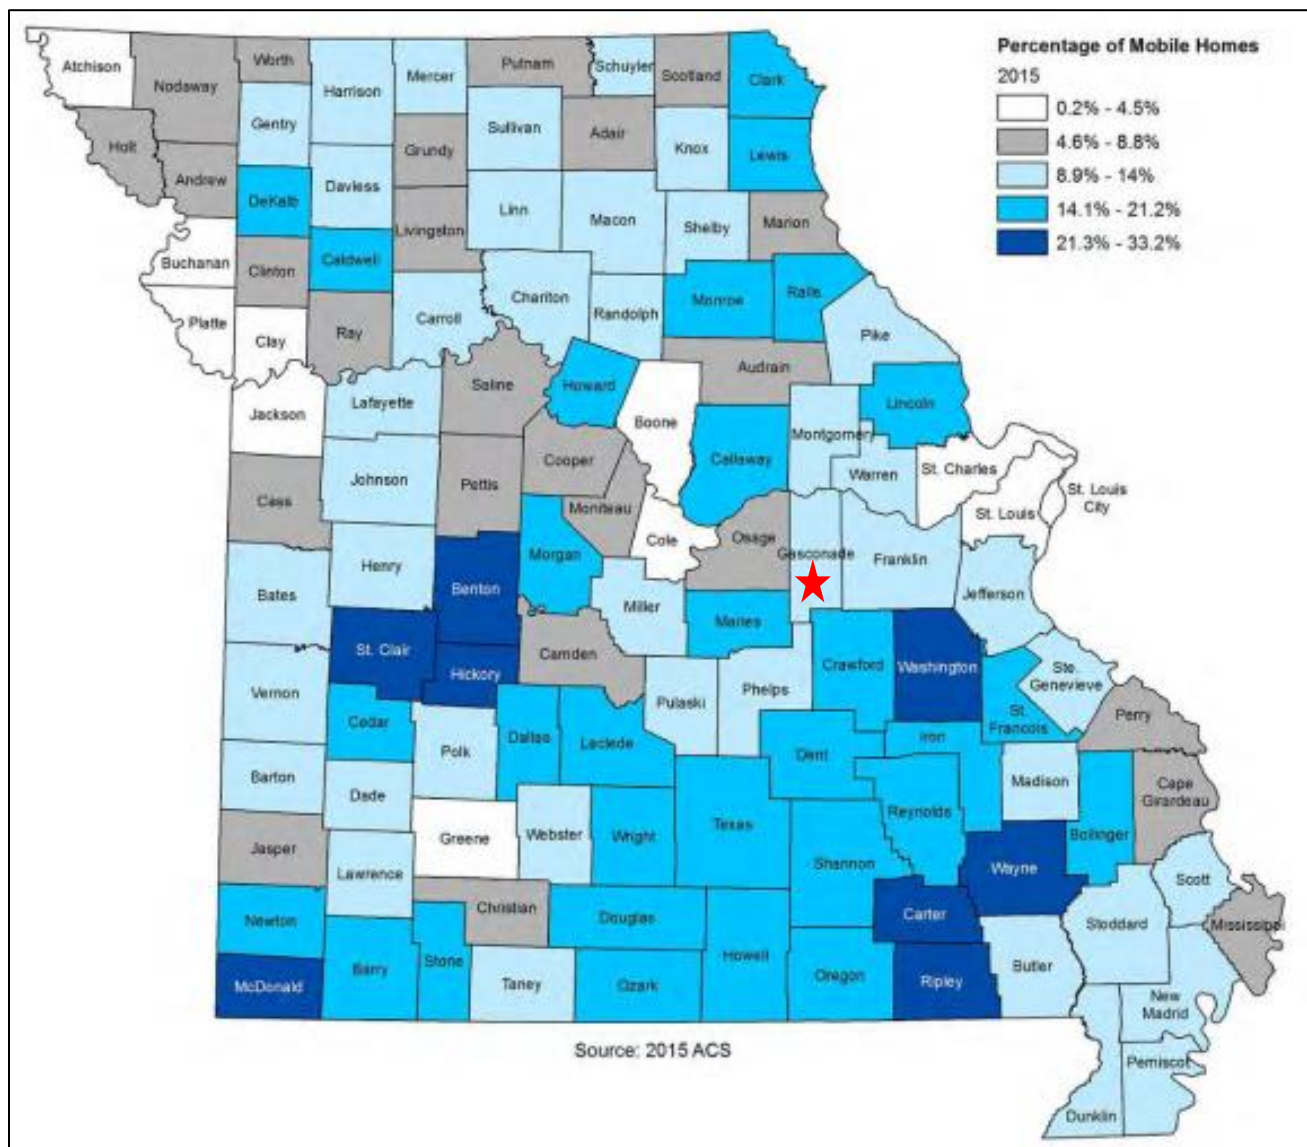 Percentage of Mobile Homes
2015
0.2% - 4.5%
4.6% - 8.8%
8.9% - 14%
14.1% - 21.2%
21.3% - 33.2%
Atchison
Nodaway
Worth
Harrison
Mercer
Putnam
Schuyler
Scotland
Clark
Gentry
Sullivan
Adair
Knox
Lewis
Holt
Andrew
DeKalb
Daviess
Grundy
Linn
Macon
Shelby
Marion
Livingston
Buchanan
Clinton
Caldwell
Chariton
Randolph
Monroe
Ralls
Platte
Clay
Ray
Carroll
Pike
Audrain
Saline
Howard
Lafayette
Jackson
Boone
Lincoln
Montgomery
Callaway
Cooper
Warren
St. Charles
Johnson
Pettis
Cass
Moniteau
St. Louis
City
St. Louis
Cole
Osage
Gasconade
Franklin
Morgan
Henry
Benton
Bates
Miller
Maries
Jefferson
St. Clair
Hickory
Camden
Crawford
Washington
Ste.
Genevieve
Vernon
Pulaski
Phelps
St.
Francois
Perry
Cedar
Polk
Dallas
Laclede
Dent
Iron
Barton
Dade
Madison
Cape
Girardeau
Greene
Webster
Wright
Texas
Reynolds
Bollinger
Jasper
Lawrence
Shannon
Wayne
Scott
Newton
Christian
Douglas
Carter
Stoddard
Mississippi
McDonald
Barry
Stone
Taney
Ozark
Howell
Oregon
Ripley
Butler
New
Madrid
Pemiscot
Dunklin
Source: 2015 ACS